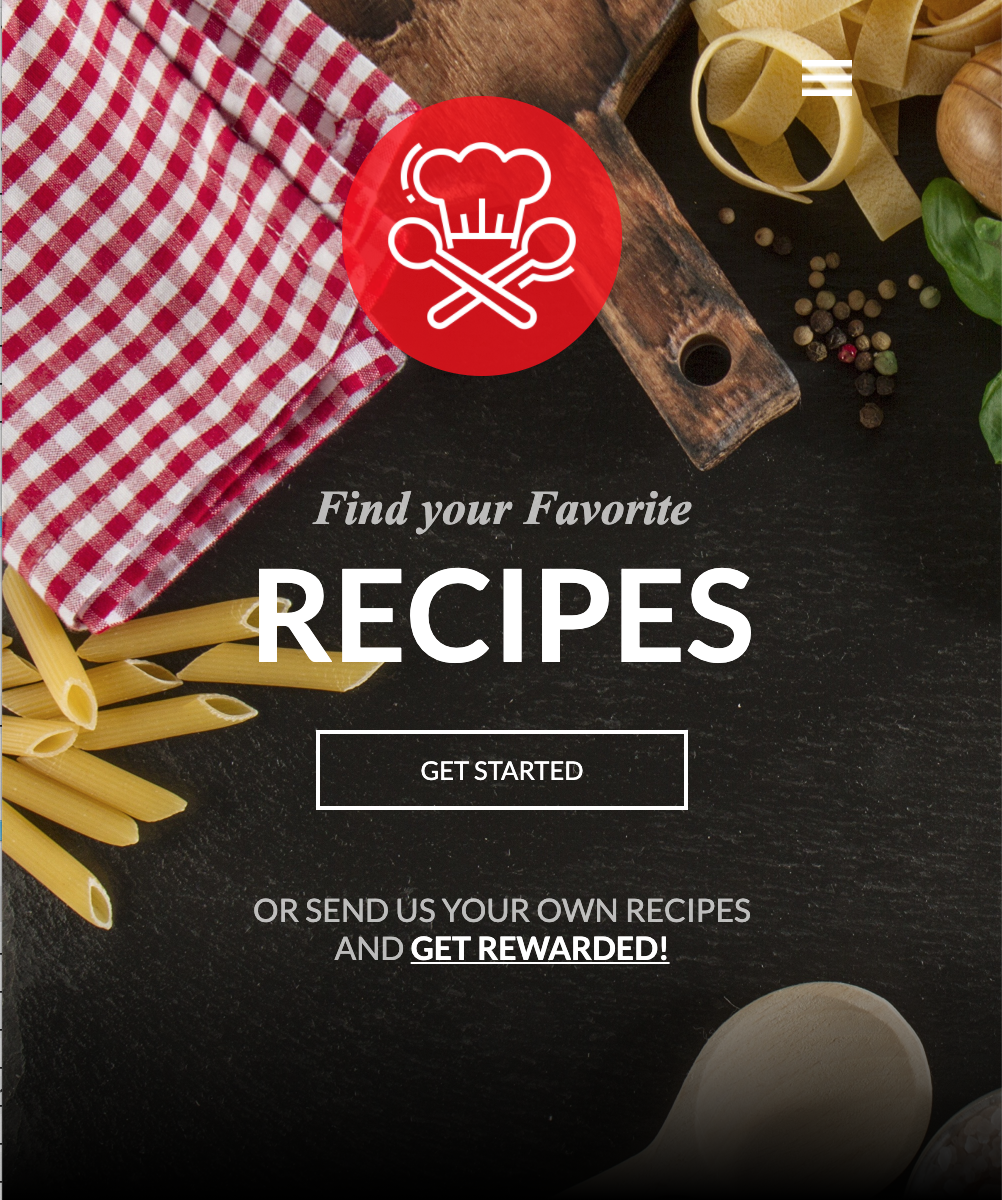 Find your Favorite
RECIPES
GET STARTED
OR SEND US YOUR OWN RECIPES
AND GET REWARDED!